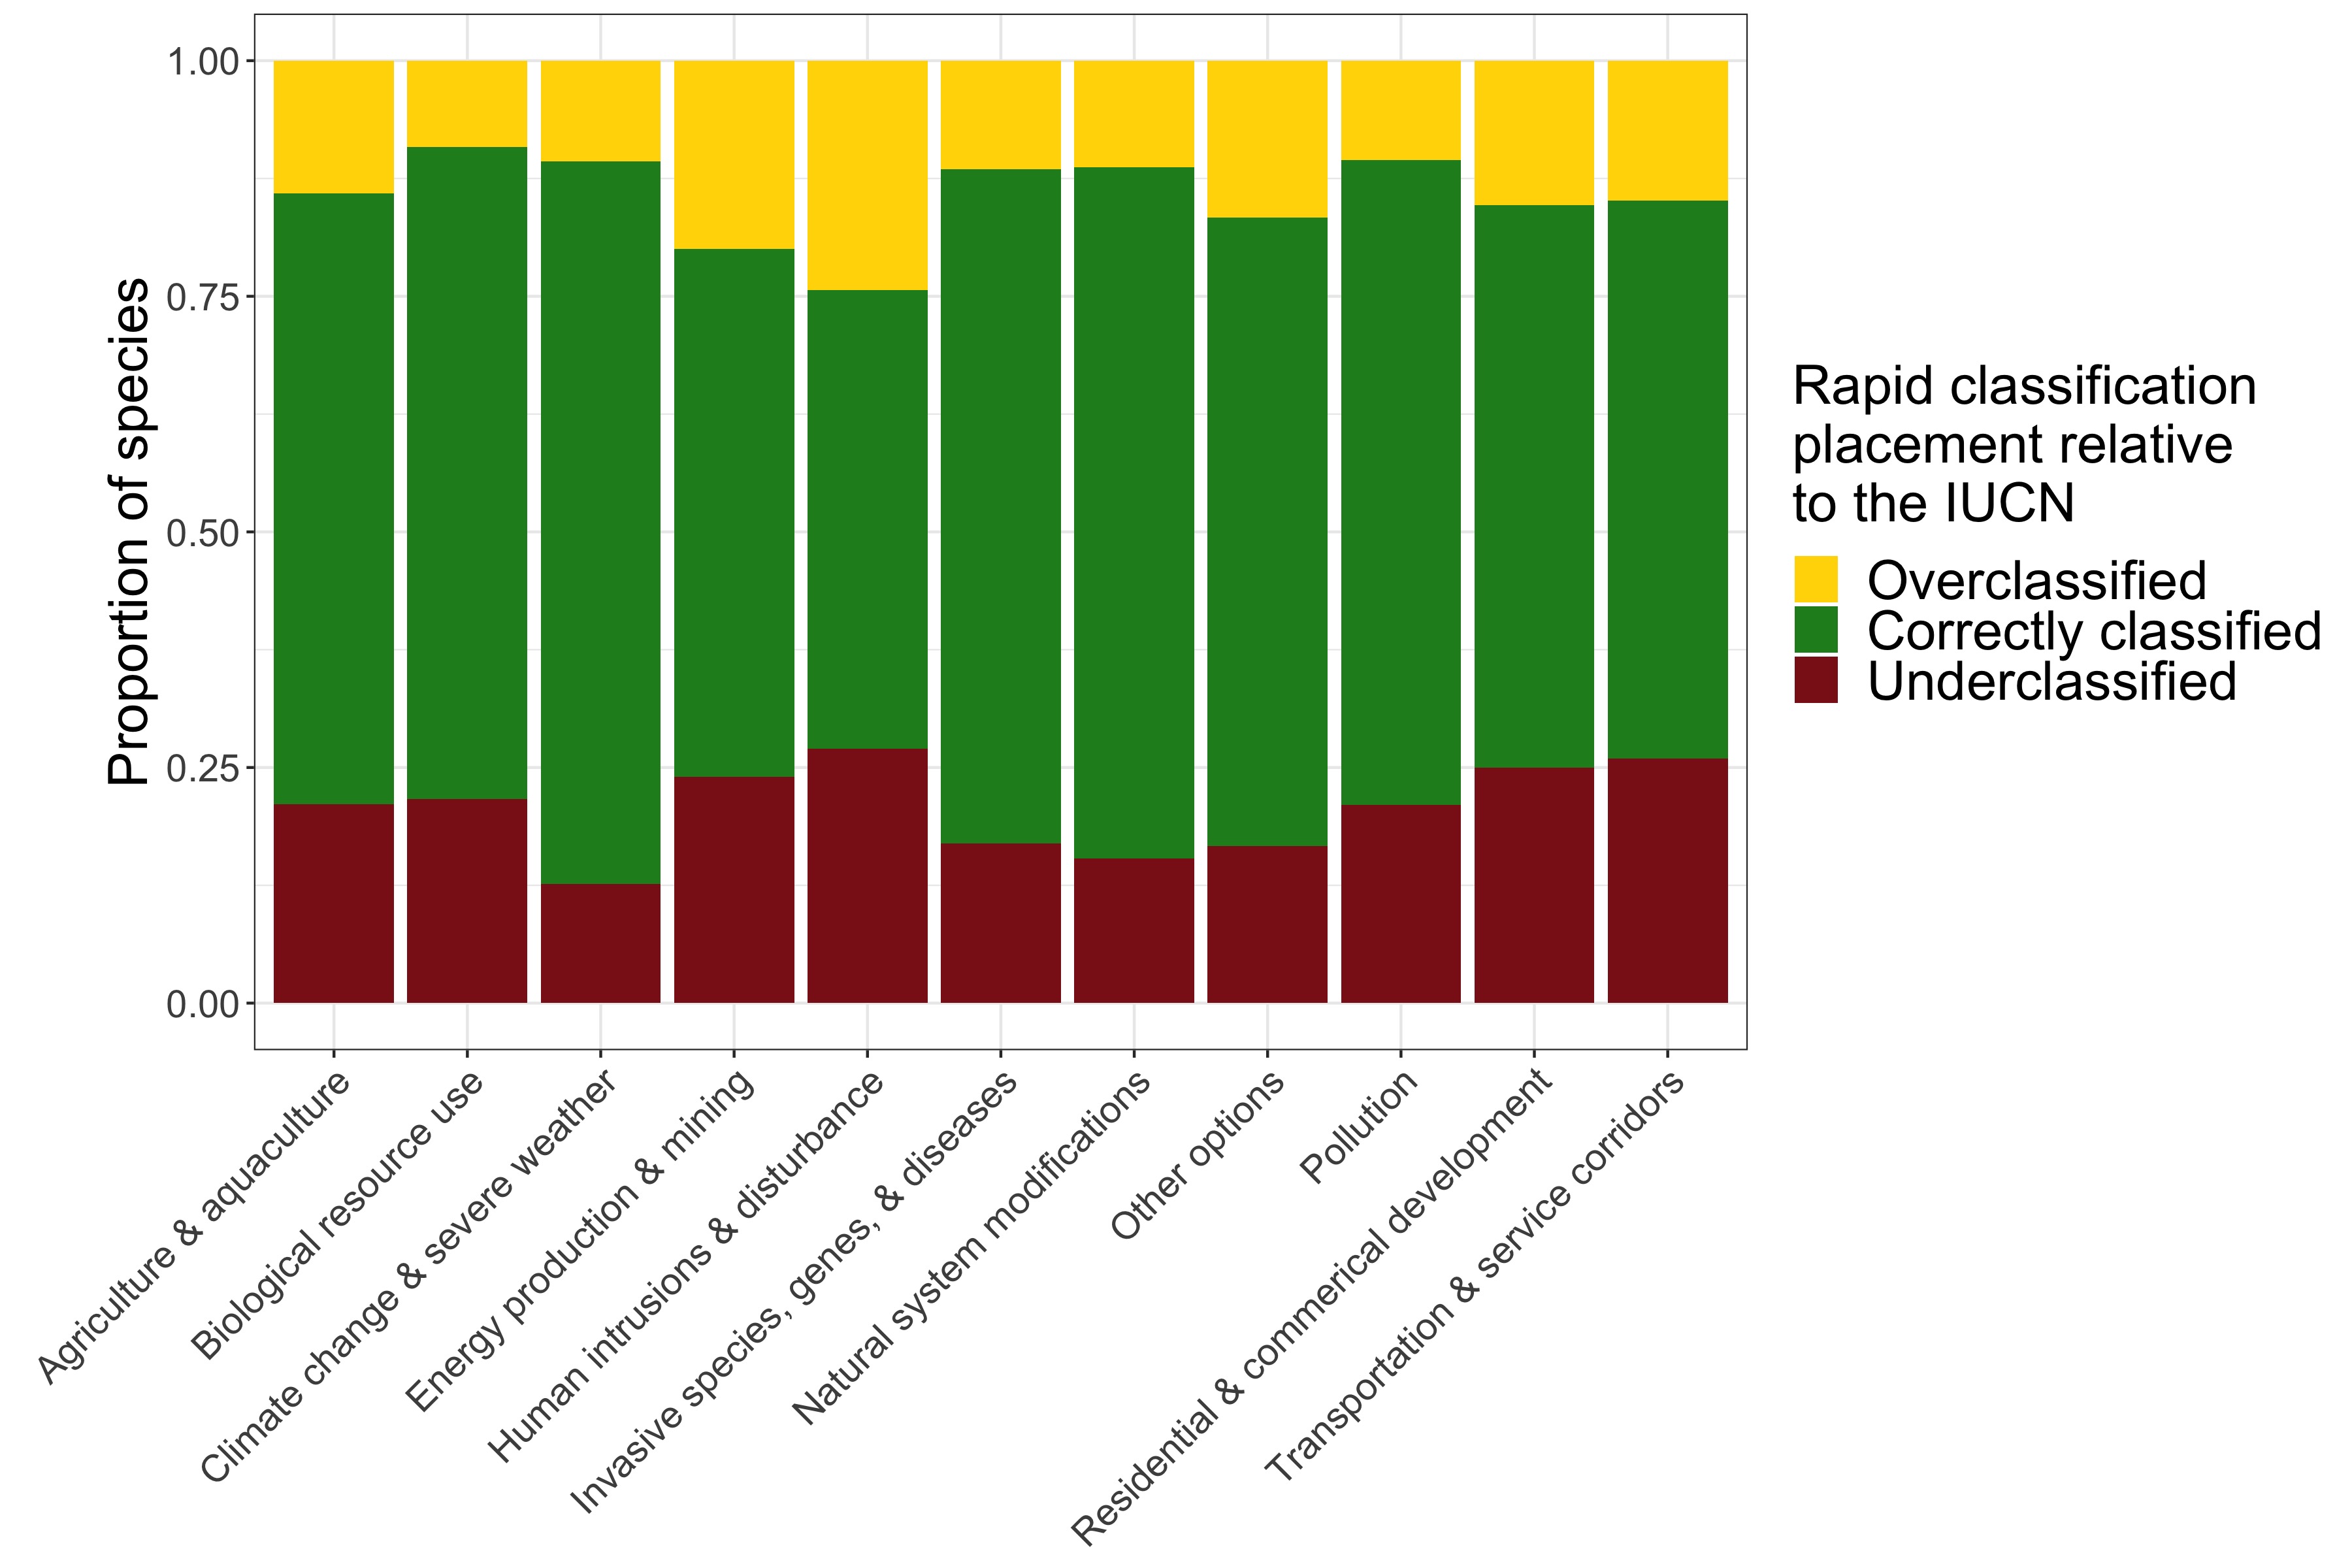 Proportion of species
1.00
0.75
0.50
0.25
0.00
Agriculture & aquaculture
Biological resource use
Climate change & severe weather
Energy production & mining
Human intrusions & disturbance
Invasive species, genes, & diseases
Natural system modifications
Other options
Pollution
Residential & commerical development
Transportation & service corridors
Rapid classification
placement relative
to the IUCN
Overclassified
Correctly classified
Underclassified